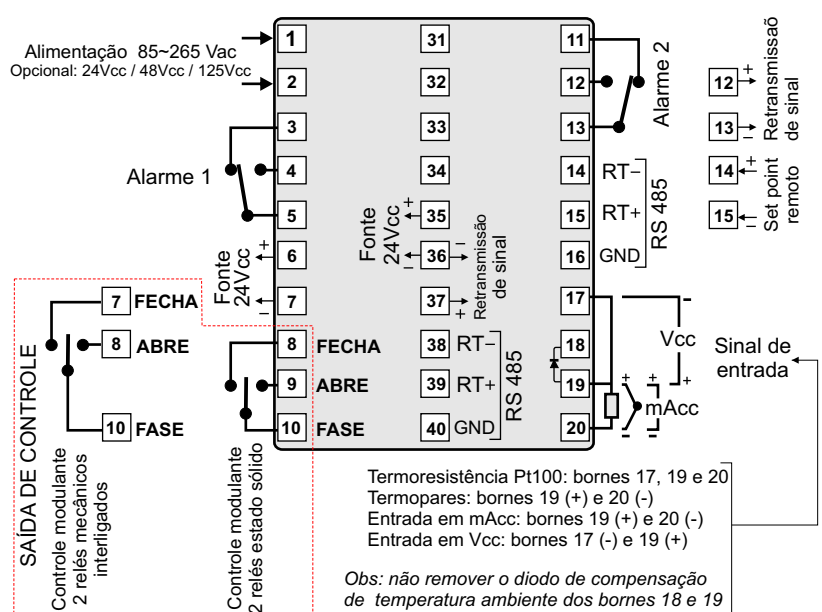 Alimentação 85~265 Vac
Opcional: 24Vcc / 48Vcc / 125Vcc
1
2
3
4
5
6
7
8
9
10
Alarme 1
Fonte
24Vcc
+
–
FECHA
ABRE
FASE
31
32
33
34
35
36
37
38
39
40
Fonte
24Vcc
+
–
–
+
Retransmissão
de sinal
RT–
RT+
GND
RS 485
11
12
13
14
15
16
17
18
19
20
Alarme 2
RT–
RT+
GND
RS 485
12
13
14
15
+
–
+
–
Retransmissaõ
de sinal
Set point
remoto
-
Vcc
+
+
+
mAcc
-
-
Sinal de
entrada
7
FECHA
8
ABRE
10
FASE
SAÍDA DE CONTROLE
Controle modulante
2 relés mecânicos
interligados
Controle modulante
2 relés estado sólido
Termoresistência Pt100: bornes 17, 19 e 20
Termopares: bornes 19 (+) e 20 (-)
Entrada em mAcc: bornes 19 (+) e 20 (-)
Entrada em Vcc: bornes 17 (-) e 19 (+)
Obs: não remover o diodo de compensação
de temperatura ambiente dos bornes 18 e 19